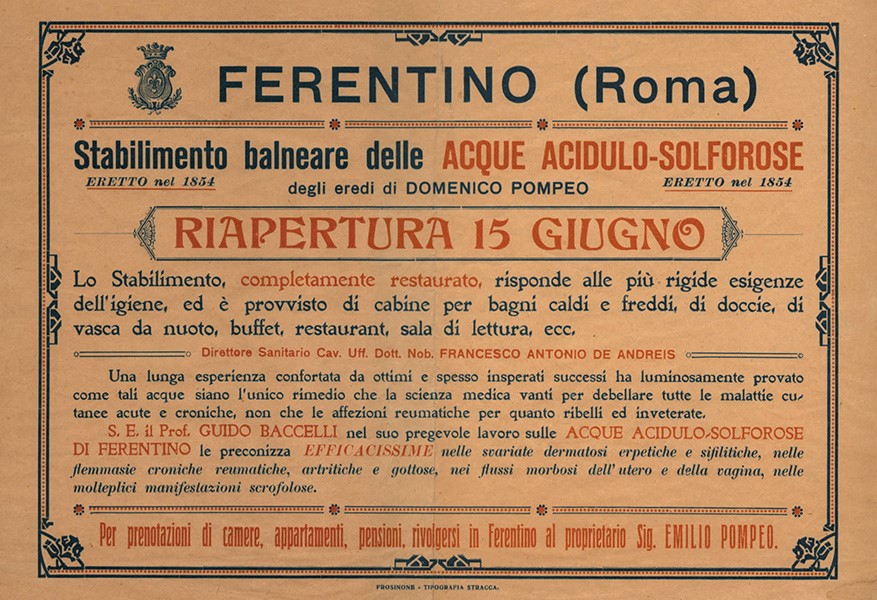 FERENTINO (Roma)
Stabilimento balneare delle ACQUE ACIDULO-SOLFOROSE
ERETTO nel 1854
degli eredi di DOMENICO POMPEO
ERETTO nel 1854
RIAPERTURA 15 GIUGNO
Lo Stabilimento, completamente restaurato, risponde alle più rigide esigenze
dell'igiene, ed è provvisto di cabine per bagni caldi e freddi, di doccie, di
vasca da nuoto, buffet, restaurant, sala di lettura, ecc.
Direttore Sanitario Cav. Uff. Dott. Nob. FRANCESCO ANTONIO DE ANDREIS
Una lunga esperienza confortata da ottimi e spesso insperati successi ha luminosamente provato
come tali acque siano l'unico rimedio che la scienza medica vanti per debellare tutte le malattie cu-
tanee acute e croniche, non che le affezioni reumatiche per quanto ribelli ed inveterate.
S. E. il Prof. GUIDO BACCELLI nel suo pregevole lavoro sulle ACQUE ACIDULO-SOLFOROSE
DI FERENTINO le preconizza EFFICACISSIME nelle svariate dermatosi erpetiche e sifilitiche, nelle
flemmasie croniche reumatiche, artritiche e gottose, nei flussi morbosi dell'utero e della vagina, nelle
molteplici manifestazioni scrofolose.
Per prenotazioni di camere, appartamenti, pensioni, rivolgersi in Ferentino al proprietario Sig. EMILIO POMPEO.
FROSINONE - TIPOGRAFIA STRACCA.